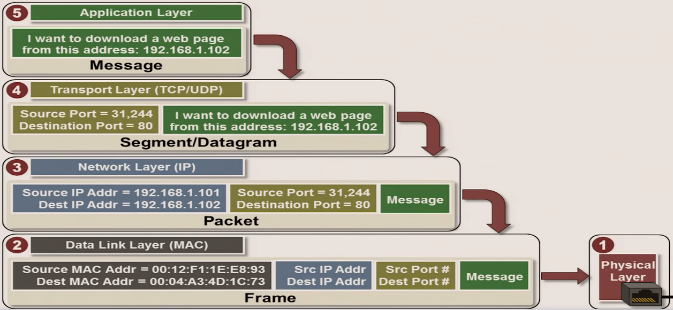 5 Application Layer
I want to download a web page
from this address: 192.168.1.102
Message
4 Transport Layer (TCP/UDP)
Source Port = 31,244
Destination Port = 80
I want to download a web page
from this address: 192.168.1.102
Segment/Datagram
3 Network Layer (IP)
Source IP Addr = 192.168.1.101
Dest IP Addr = 192.168.1.102
Source Port = 31,244
Destination Port = 80
Message
Packet
2 Data Link Layer (MAC)
Source MAC Addr = 00:12:F1:1E:E8:93
Dest MAC Addr = 00:04:A3:4D:1C:73
Src IP Addr
Dest IP Addr
Src Port #
Dest Port #
Message
Frame
1
Physical
Layer